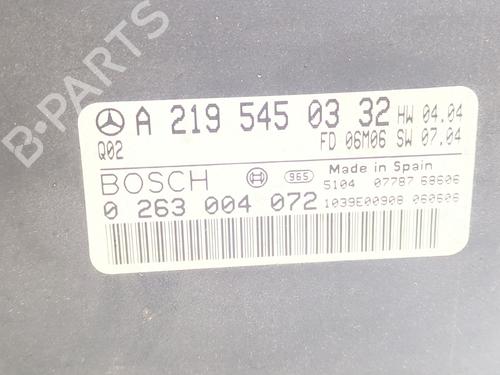 B-PARTS
A 219 545 03 32 HW 04.04
Q02 FD 06M06 SW 07.04
BOSCH 965 Made in Spain
5104 07787 68606
0 263 004 072 1039E00908 060606